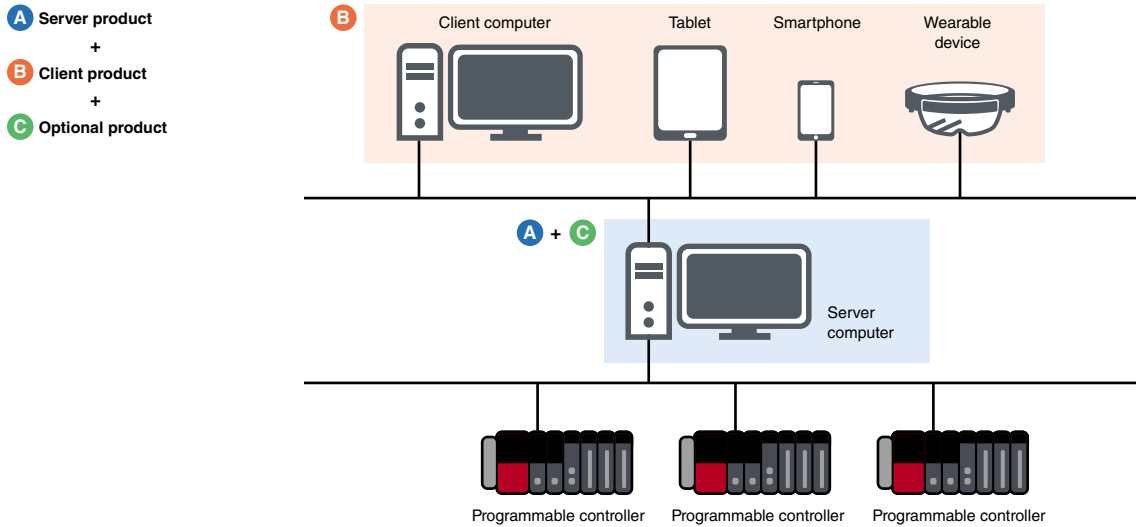 A Server product
+
B Client product
+
C Optional product
B
Client computer
Tablet
Smartphone
Wearable
device
A + C
Server
computer
Programmable controller
Programmable controller
Programmable controller